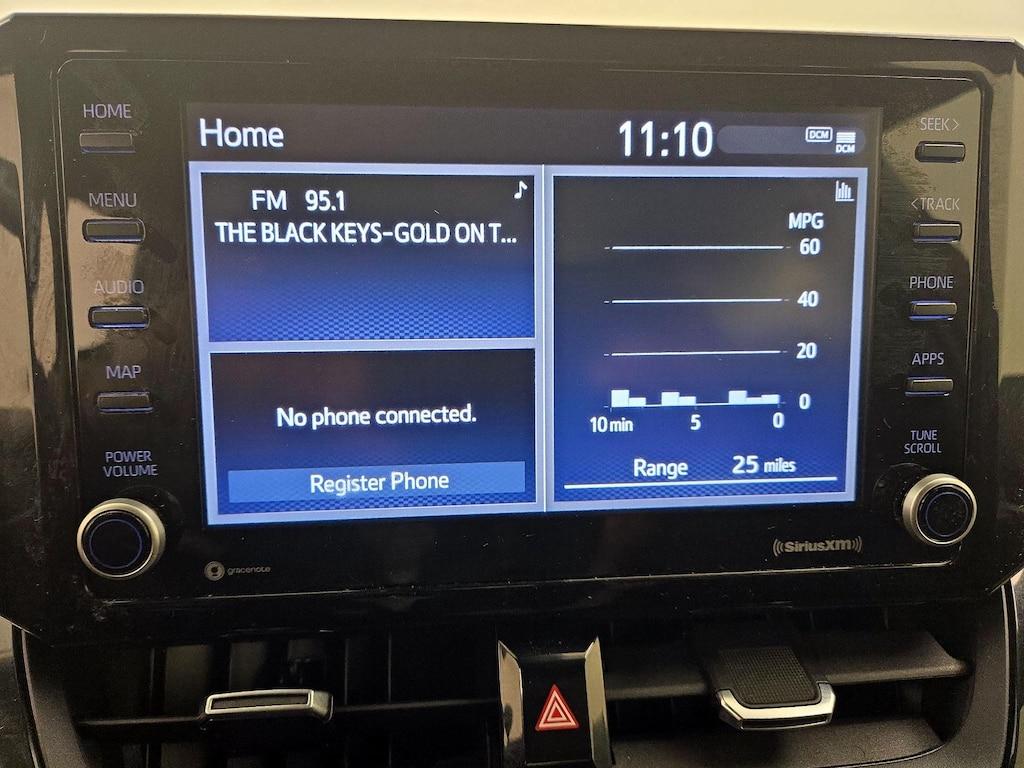 HOME
MENU
AUDIO
MAP
POWER
VOLUME
Home
11:10
DCM
DCM
FM 95.1
THE BLACK KEYS-GOLD ON T...
No phone connected.
Register Phone
MPG
60
40
20
0
10 min 5 0
Range 25 miles
SEEK>
<TRACK
PHONE
APPS
TUNE
SCROLL
gracenote
((SiriusXM))